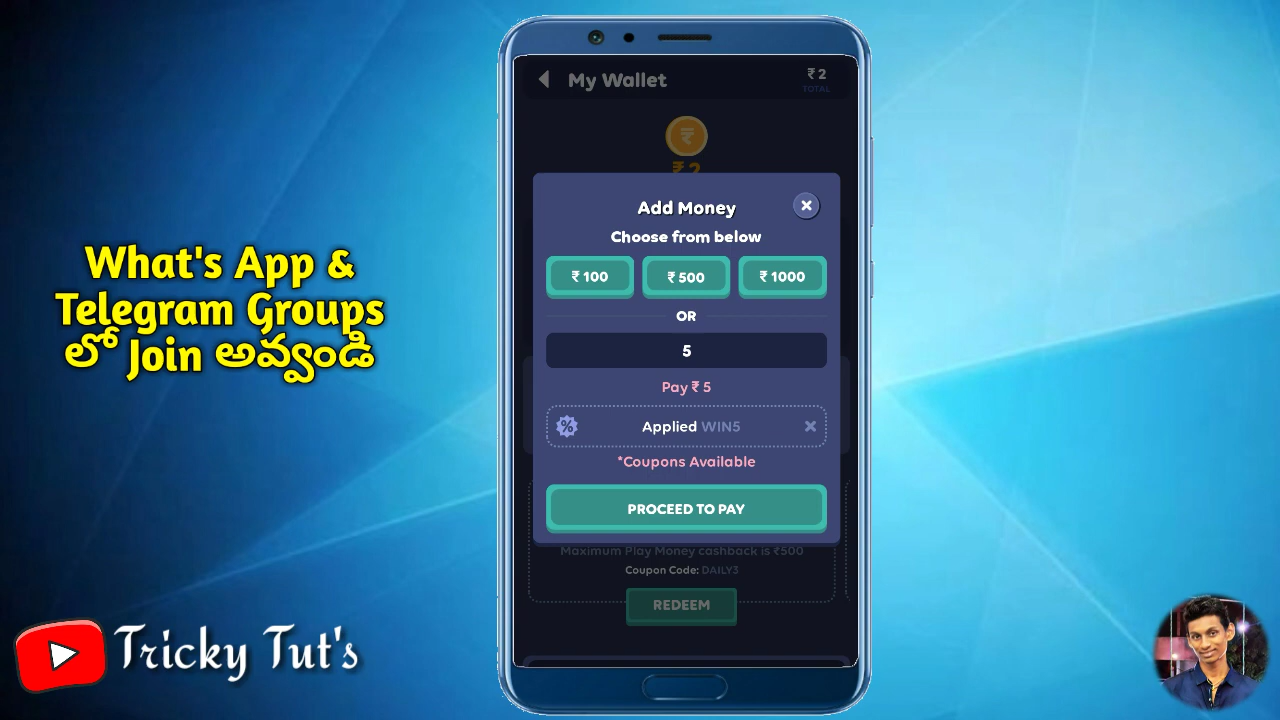 What's App &
Telegram Groups
లో Join అవ్వండి
Tricky Tut's
My Wallet
₹ 2
TOTAL
₹ 2
Add Money
Choose from below
₹ 100
₹ 500
₹ 1000
OR
5
Pay ₹ 5
Applied WIN5
*Coupons Available
PROCEED TO PAY
Maximum Play Money cashback is ₹500
Coupon Code: DAILY3
REDEEM